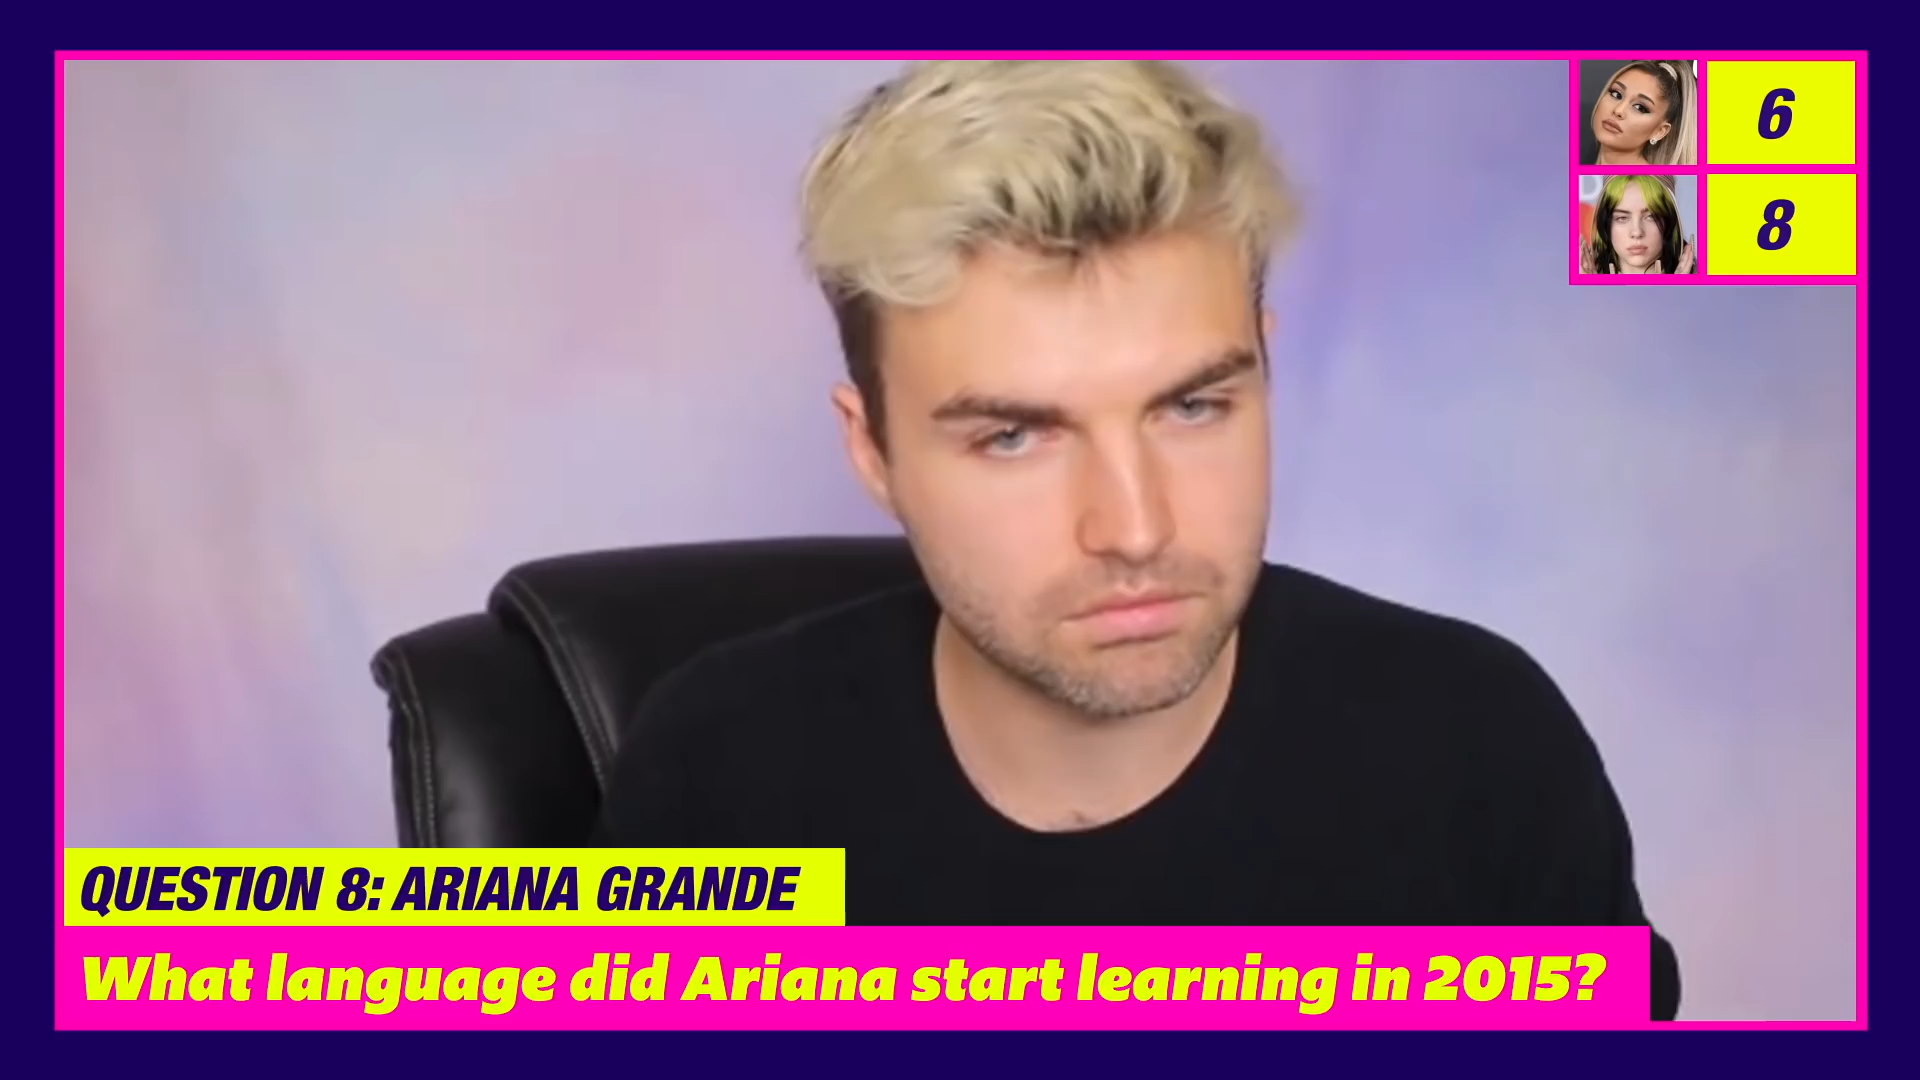 6
8
QUESTION 8: ARIANA GRANDE
What language did Ariana start learning in 2015?